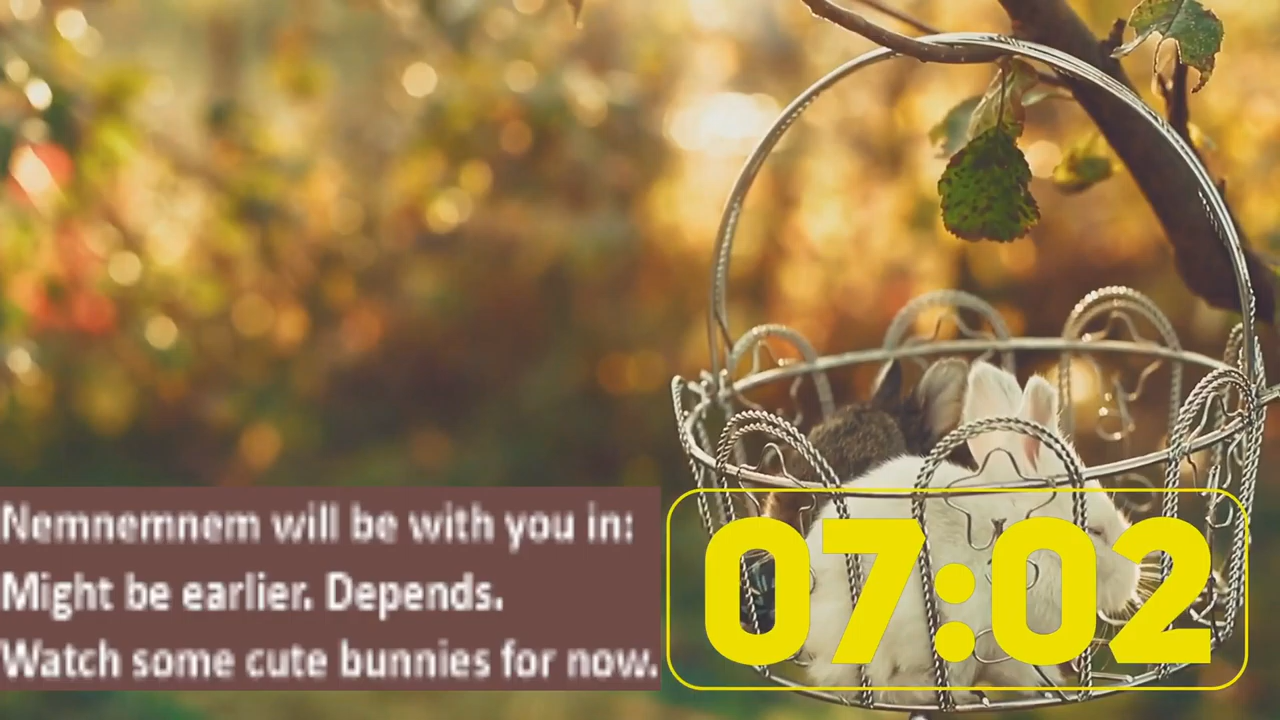 Nemnemnem will be with you in:
Might be earlier. Depends.
Watch some cute bunnies for now.
07:02